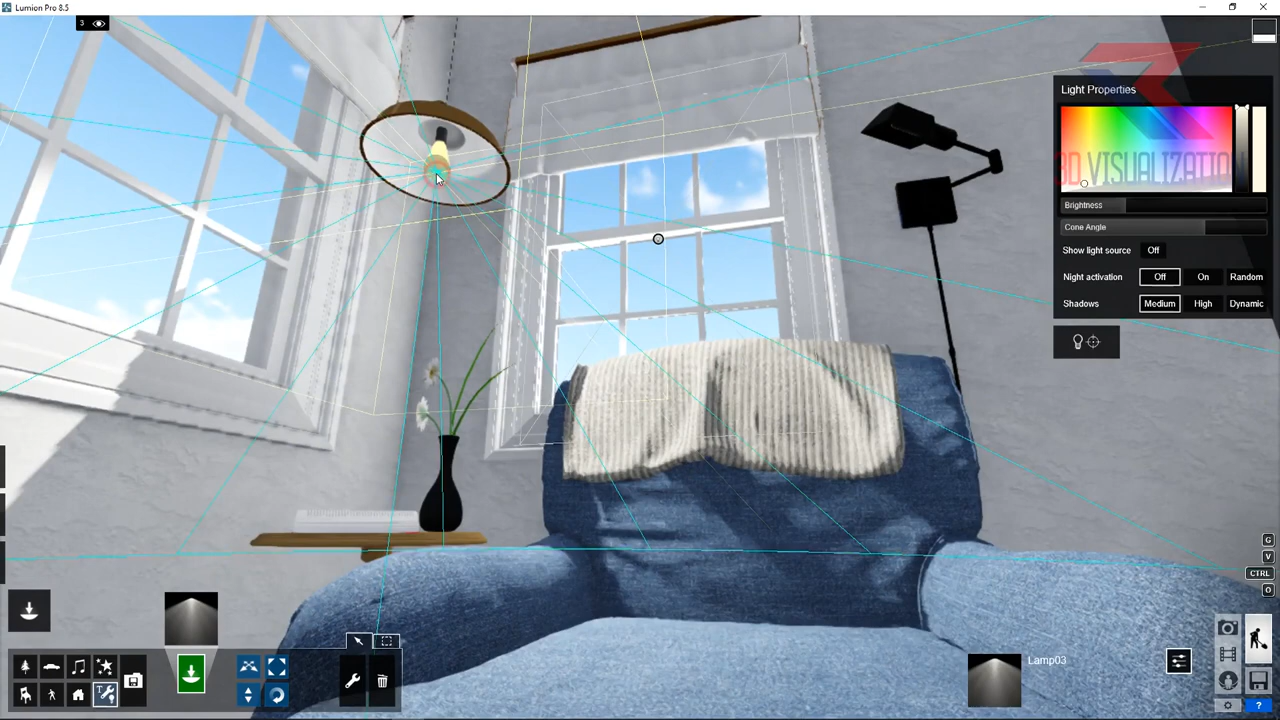 Lumion Pro 8.5
3
Light Properties
3D VISUALIZATION
Brightness
Cone Angle
Show light source Off
Night activation Off On Random
Shadows Medium High Dynamic
G
V
CTRL
O
Lamp03
?